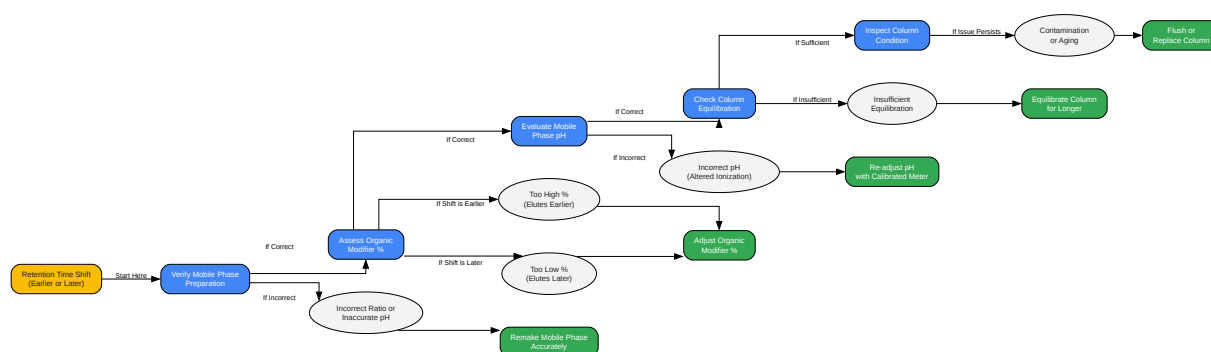 Inspect Column
Condition
If Issue Persists
Contamination
or Aging
Flush or
Replace Column
If Sufficient
Check Column
Equilibration
If Insufficient
Insufficient
Equilibration
Equilibrate Column
for Longer
If Correct
Evaluate Mobile
Phase pH
If Correct
If Incorrect
Incorrect pH
(Altered Ionization)
Re-adjust pH
with Calibrated Meter
Too High %
(Elutes Earlier)
If Shift is Earlier
Assess Organic
Modifier %
Adjust Organic
Modifier %
If Correct
If Shift is Later
Too Low %
(Elutes Later)
Retention Time Shift
(Earlier or Later)
Start Here
Verify Mobile Phase
Preparation
If Incorrect
Incorrect Ratio or
Inaccurate pH
Remake Mobile Phase
Accurately